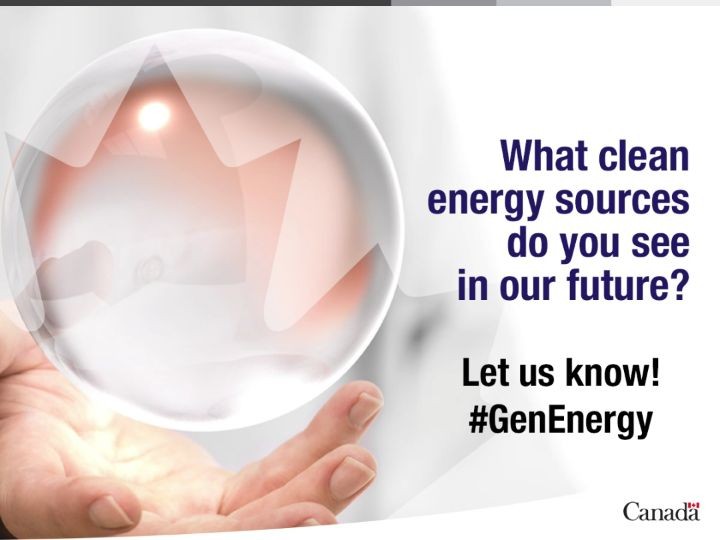 What clean
energy sources
do you see
in our future?
Let us know!
#GenEnergy
Canada